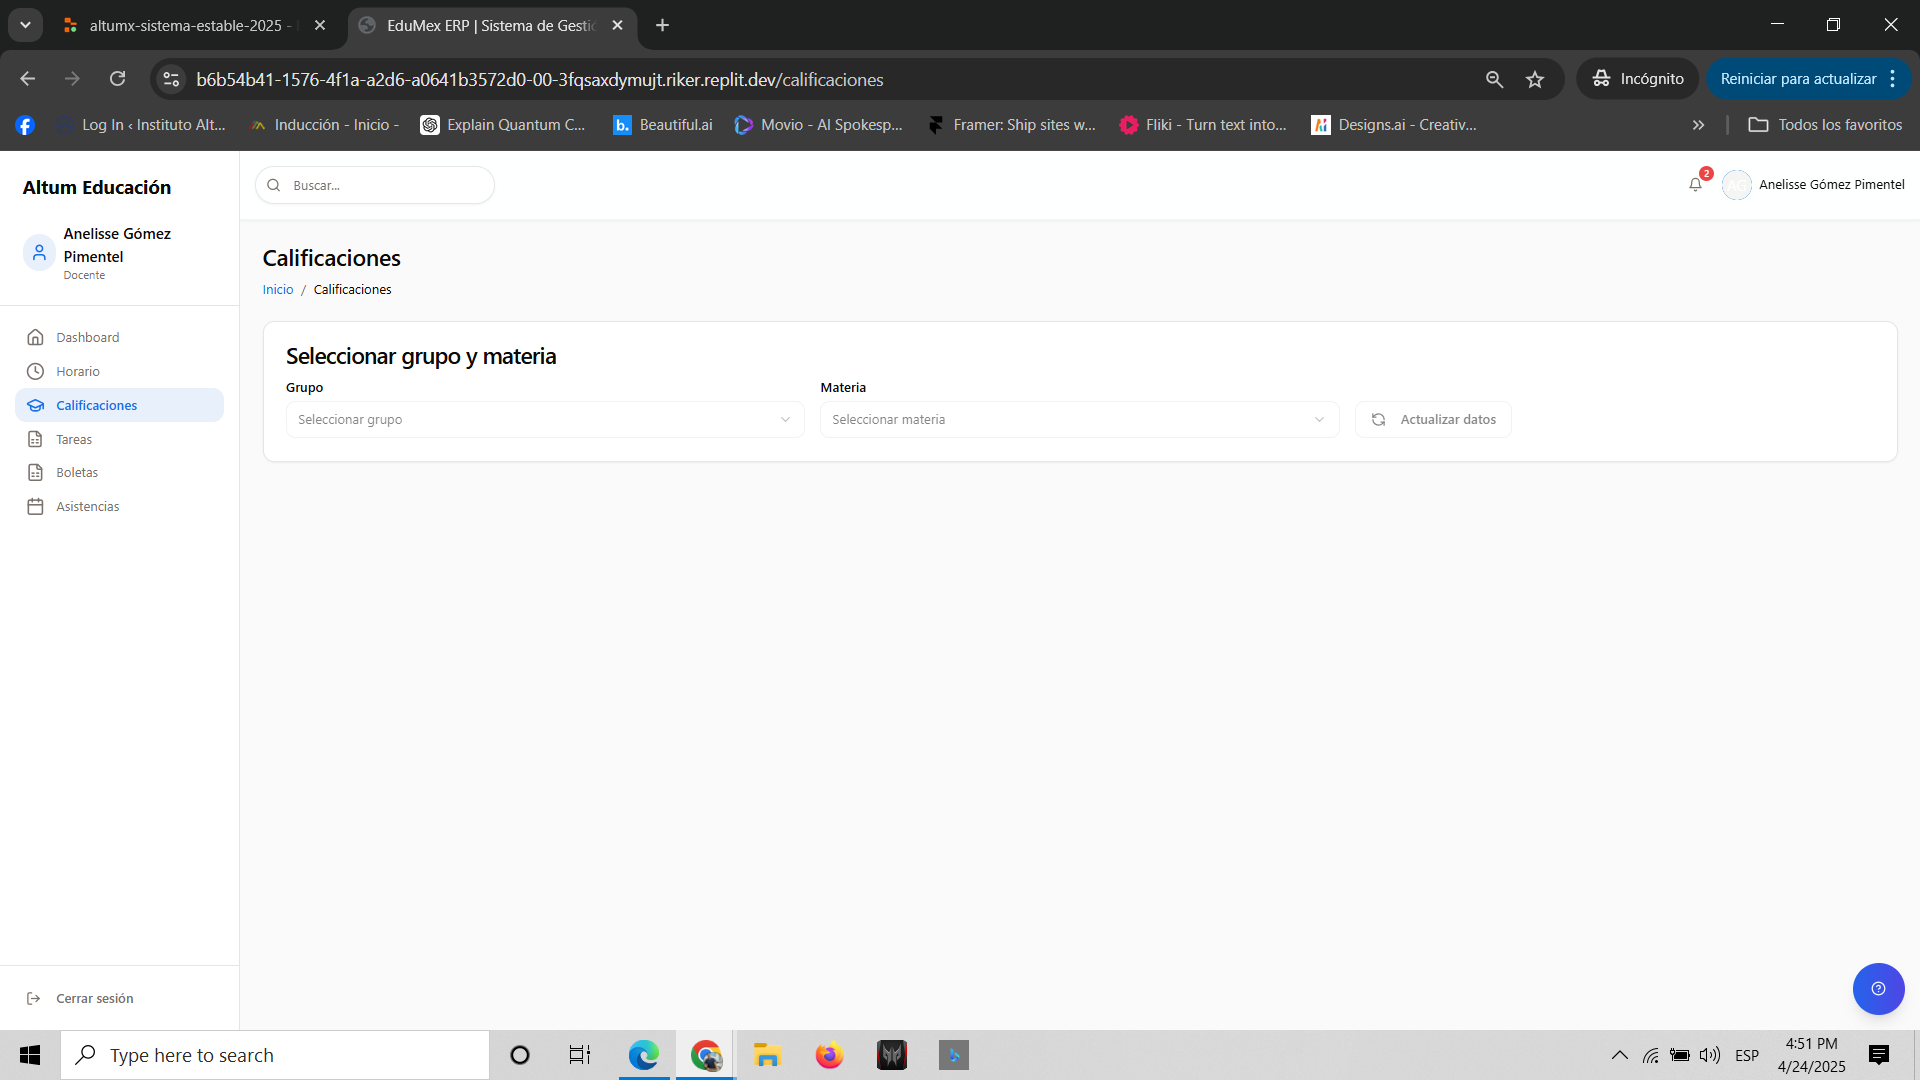 altumx-sistema-estable-2025 -
EduMex ERP | Sistema de Gesti
b6b54b41-1576-4f1a-a2d6-a0641b3572d0-00-3fqsaxdymujt.riker.replit.dev/calificaciones
Incógnito
Reiniciar para actualizar
Log In ‹ Instituto Alt...
Inducción - Inicio -
Explain Quantum C...
b.
Beautiful.ai
Movio - AI Spokesp...
Framer: Ship sites w...
Fliki - Turn text into...
Designs.ai - Creativ...
Todos los favoritos
Altum Educación
Buscar...
2
Anelisse Gómez Pimentel
Anelisse Gómez
Pimentel
Docente
Dashboard
Horario
Calificaciones
Tareas
Boletas
Asistencias
Cerrar sesión
Calificaciones
Inicio / Calificaciones
Seleccionar grupo y materia
Grupo
Seleccionar grupo
Materia
Seleccionar materia
Actualizar datos
Type here to search
ESP
4:51 PM
4/24/2025